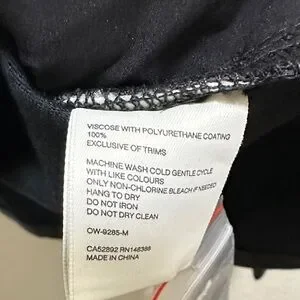 VISCOSE WITH POLYURETHANE COATING
100%
EXCLUSIVE OF TRIMS
MACHINE WASH COLD GENTLE CYCLE
WITH LIKE COLOURS
ONLY NON-CHLORINE BLEACH IF NEEDED
HANG TO DRY
DO NOT IRON
DO NOT DRY CLEAN
OW-9285-M
CA52892 RN148388
MADE IN CHINA